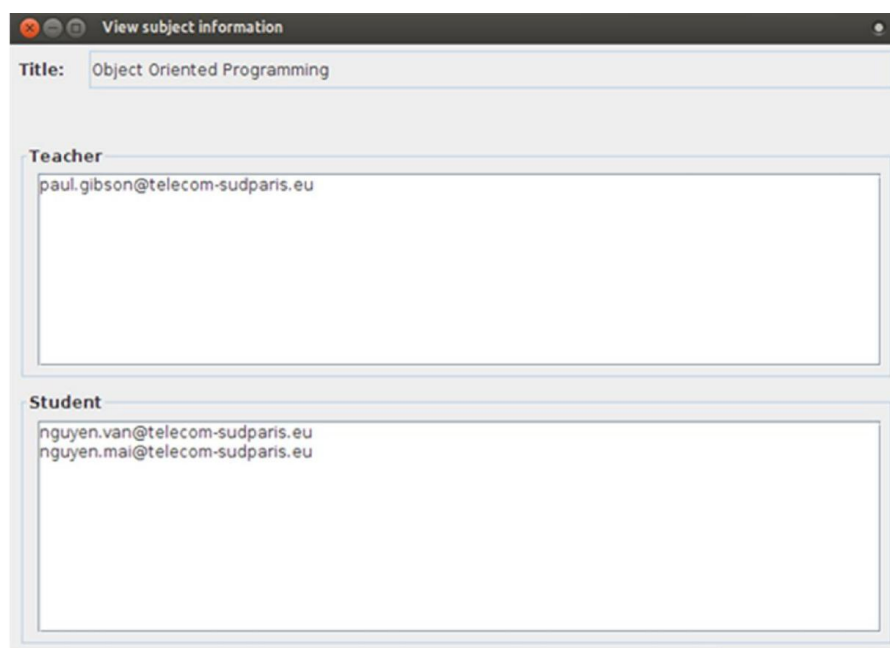 View subject information
Title: Object Oriented Programming
Teacher
paul.gibson@telecom-sudparis.eu
Student
nguyen.van@telecom-sudparis.eu
nguyen.mai@telecom-sudparis.eu